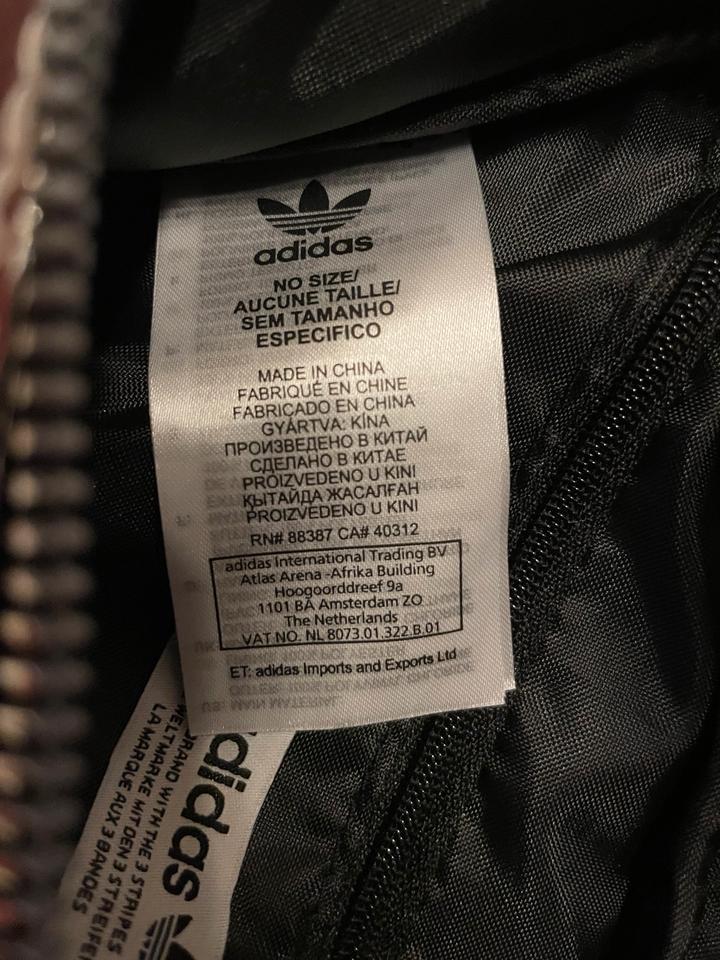 adidas
NO SIZE/
AUCUNE TAILLE/
SEM TAMANHO
ESPECIFICO
MADE IN CHINA
FABRIQUÉ EN CHINE
FABRICADO EN CHINA
GYÁRTVA: KÍNA
ПРОИЗВЕДЕНО В КИТАЙ
СДЕЛАНО В КИТАЕ
PROIZVEDENO U KINI
ҚЫТАЙДА ЖАСАЛҒАН
PROIZVEDENO U KINI
RN# 88387 CA# 40312
adidas International Trading BV
Atlas Arena -Afrika Building
Hoogoorddreef 9a
1101 BA Amsterdam ZO
The Netherlands
VAT NO. NL 8073.01.322.B.01
ET: adidas Imports and Exports Ltd
adidas
BRAND WITH THE 3 STRIPES
WELTMARKE MIT DEN 3 STREIFEN
LA MARQUE AUX 3 BANDES